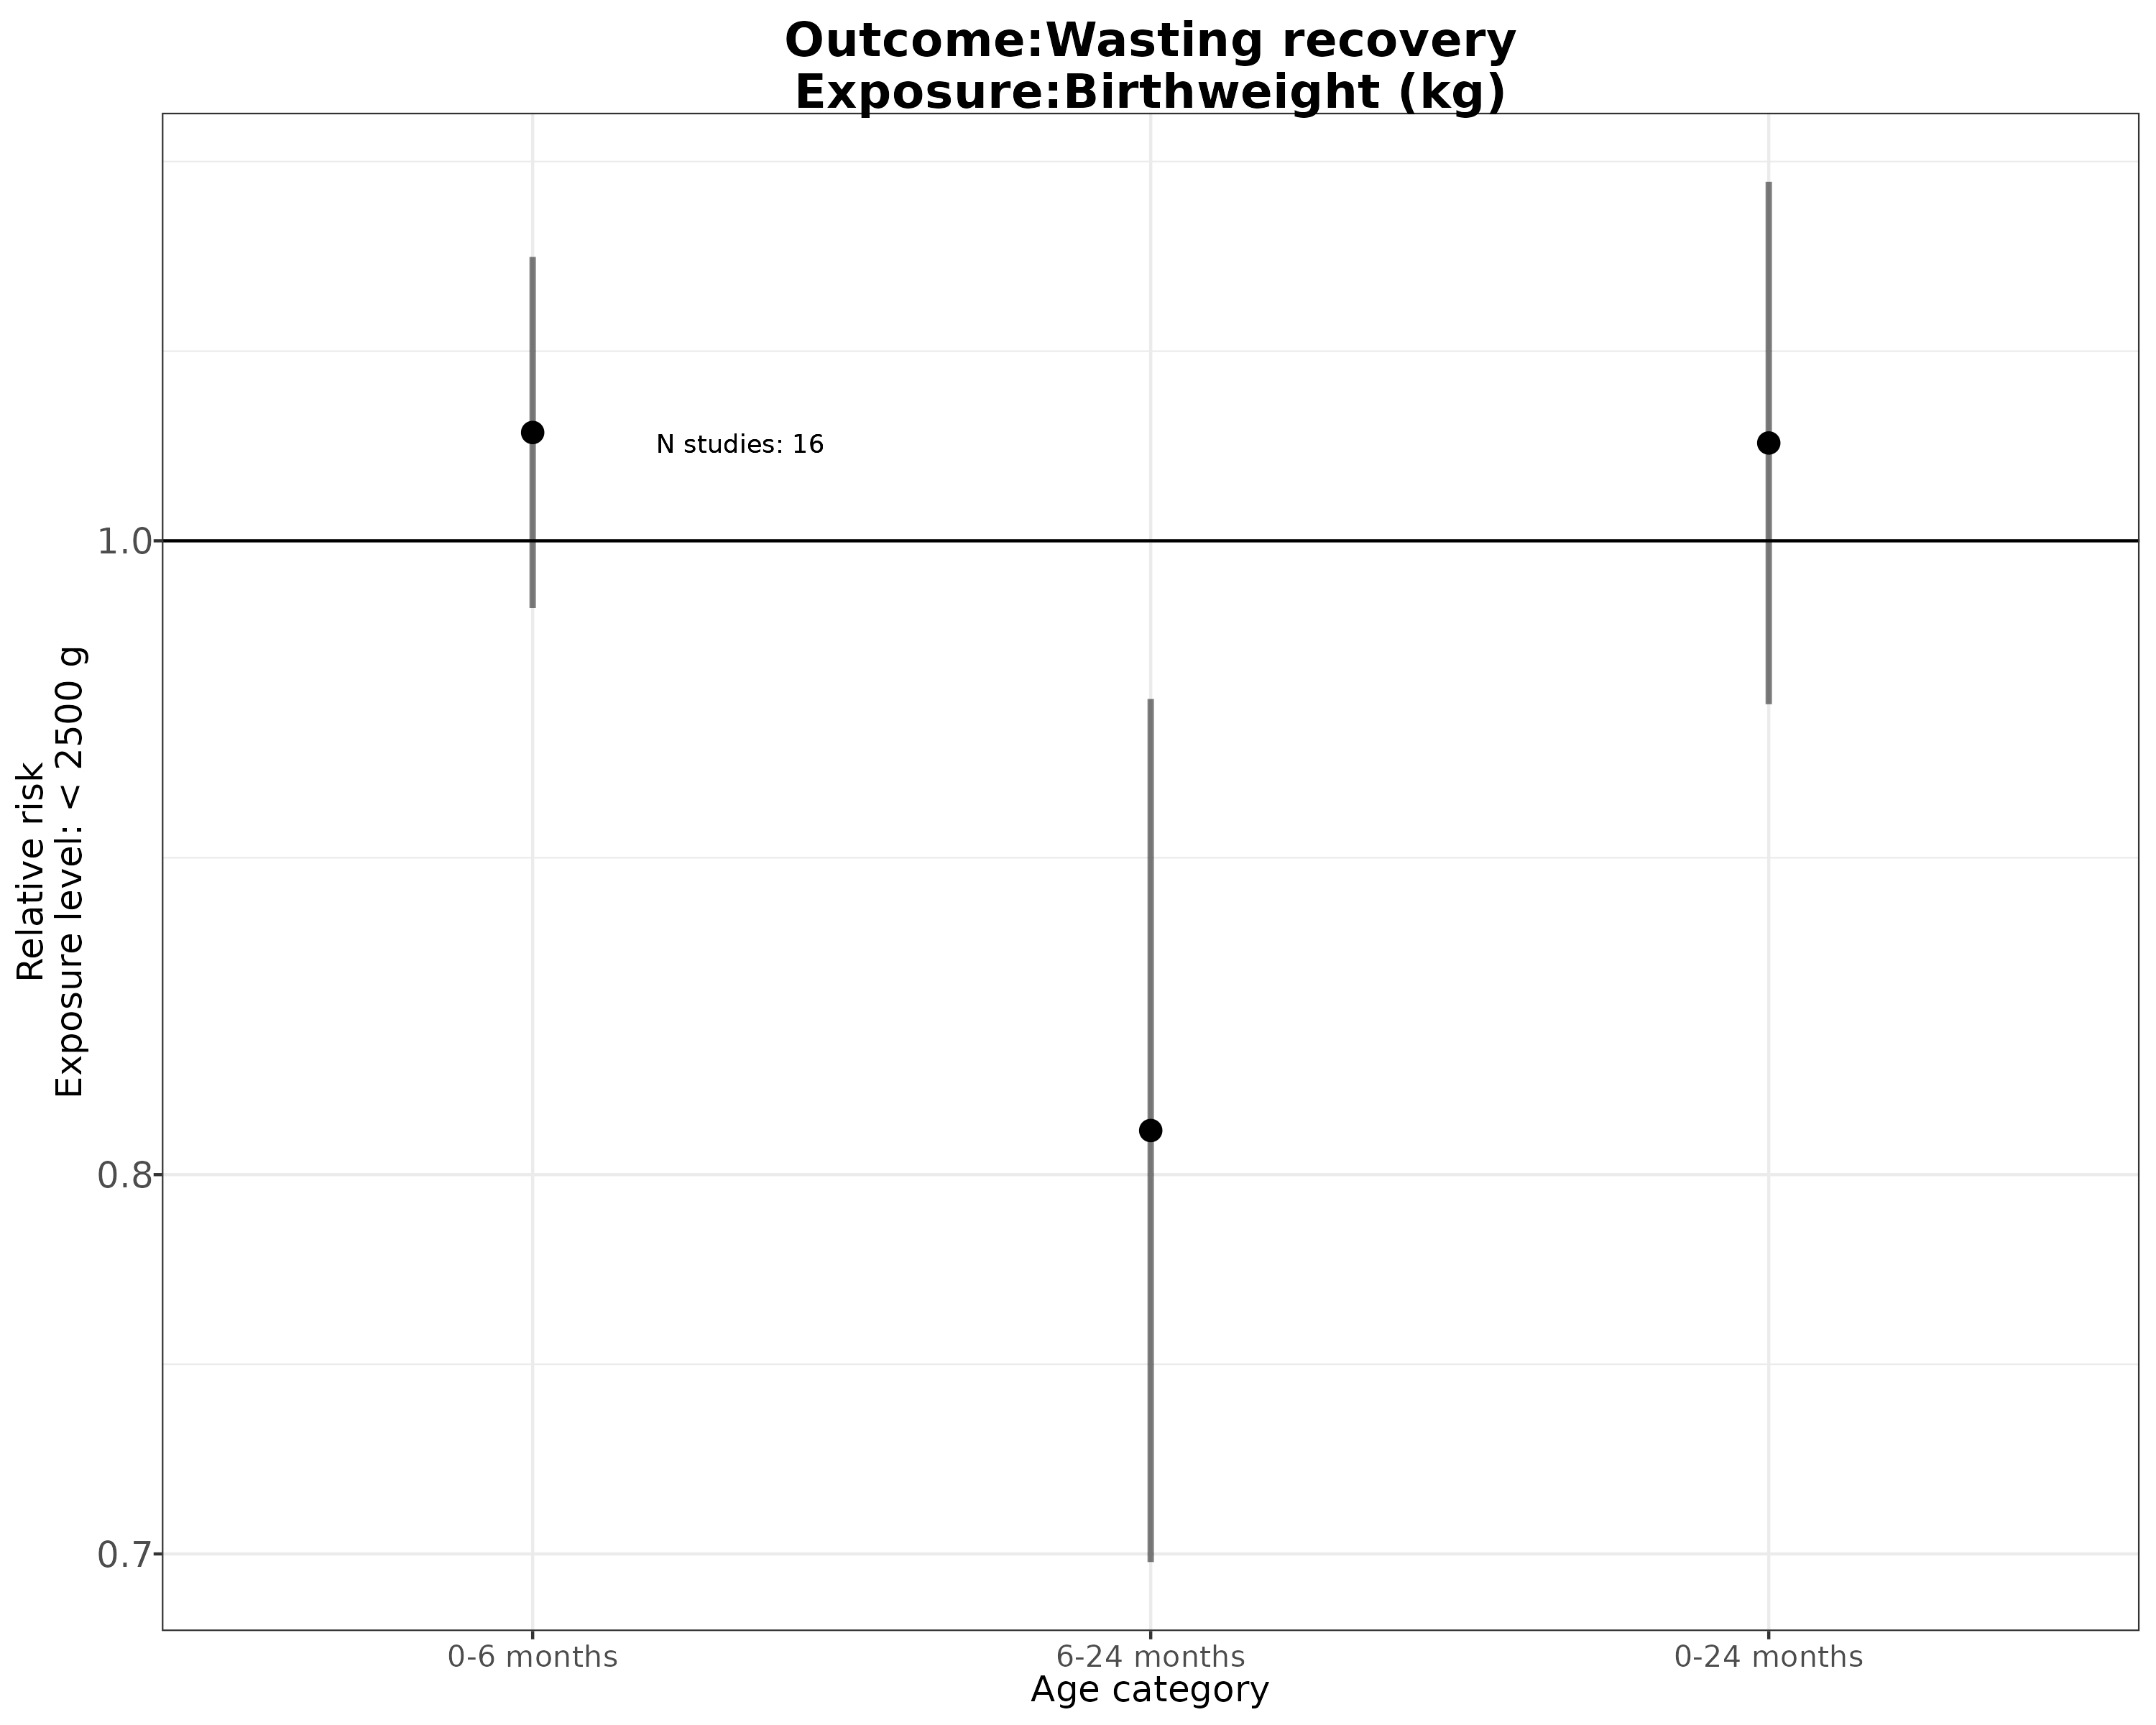 Outcome:Wasting recovery
Exposure:Birthweight (kg)
N studies: 16
1.0
0.8
0.7
Relative risk
Exposure level: < 2500 g
0-6 months
6-24 months
0-24 months
Age category